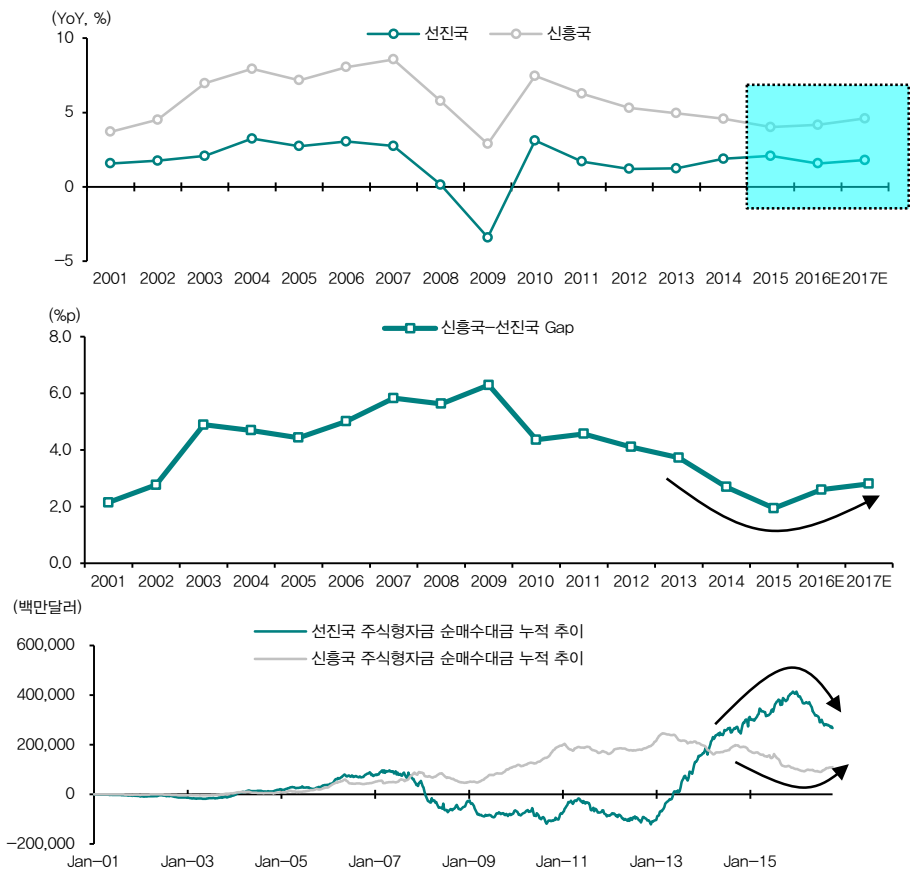 (YoY, %)
선진국 신흥국
10
5
0
-5
2001 2002 2003 2004 2005 2006 2007 2008 2009 2010 2011 2012 2013 2014 2015 2016E 2017E
(%p)
신흥국-선진국 Gap
8.0
6.0
4.0
2.0
0.0
2001 2002 2003 2004 2005 2006 2007 2008 2009 2010 2011 2012 2013 2014 2015 2016E 2017E
(백만달러)
선진국 주식형자금 순매수대금 누적 추이
신흥국 주식형자금 순매수대금 누적 추이
600,000
400,000
200,000
0
-200,000
Jan-01 Jan-03 Jan-05 Jan-07 Jan-09 Jan-11 Jan-13 Jan-15